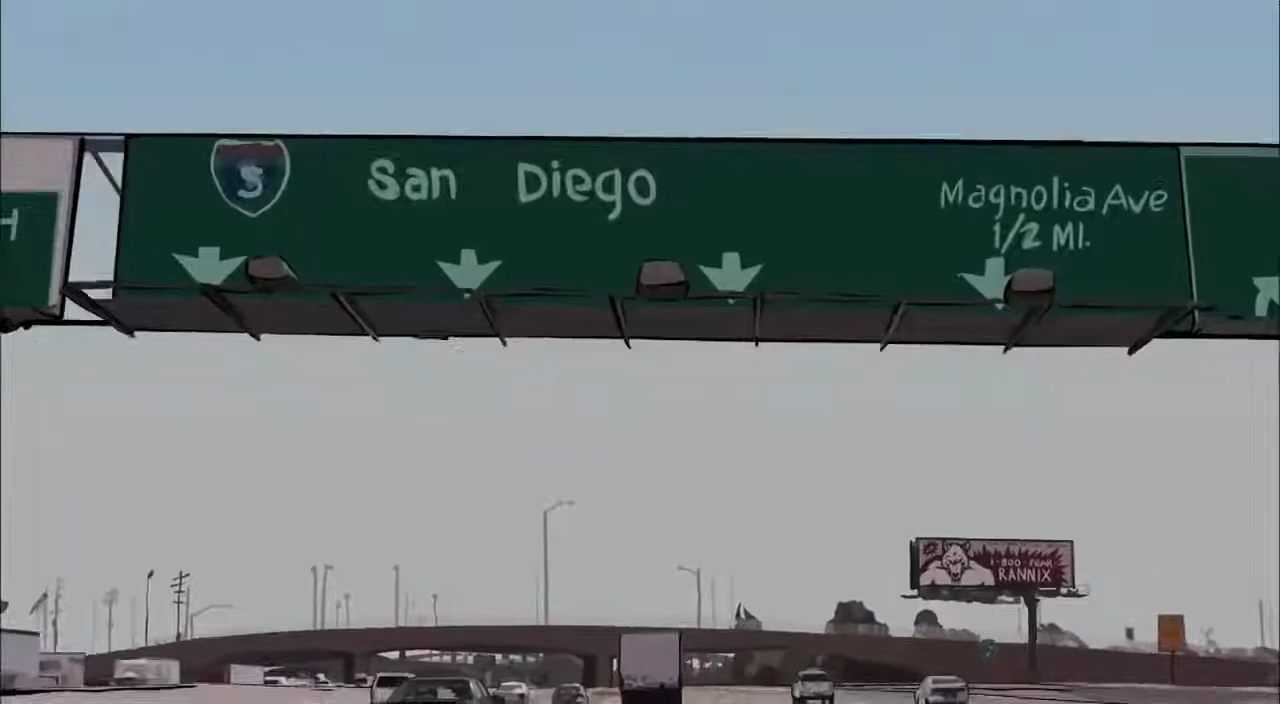 H
5
San Diego
Magnolia Ave
1/2 MI.
1-800-FEAR
RANNIX